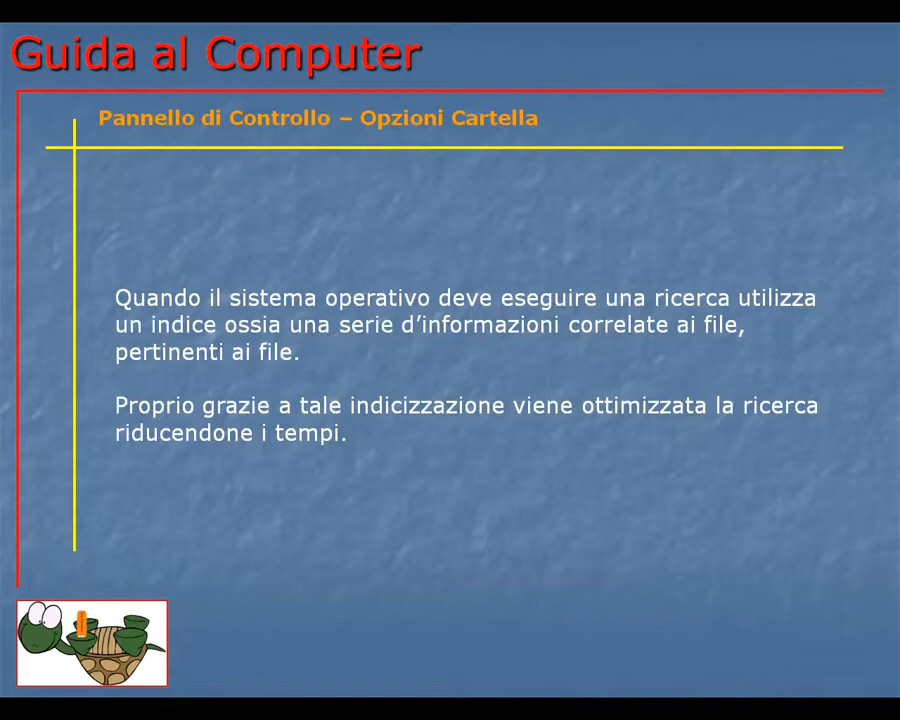 Guida al Computer
Pannello di Controllo – Opzioni Cartella
Quando il sistema operativo deve eseguire una ricerca utilizza
un indice ossia una serie d’informazioni correlate ai file,
pertinenti ai file.
Proprio grazie a tale indicizzazione viene ottimizzata la ricerca
riducendone i tempi.